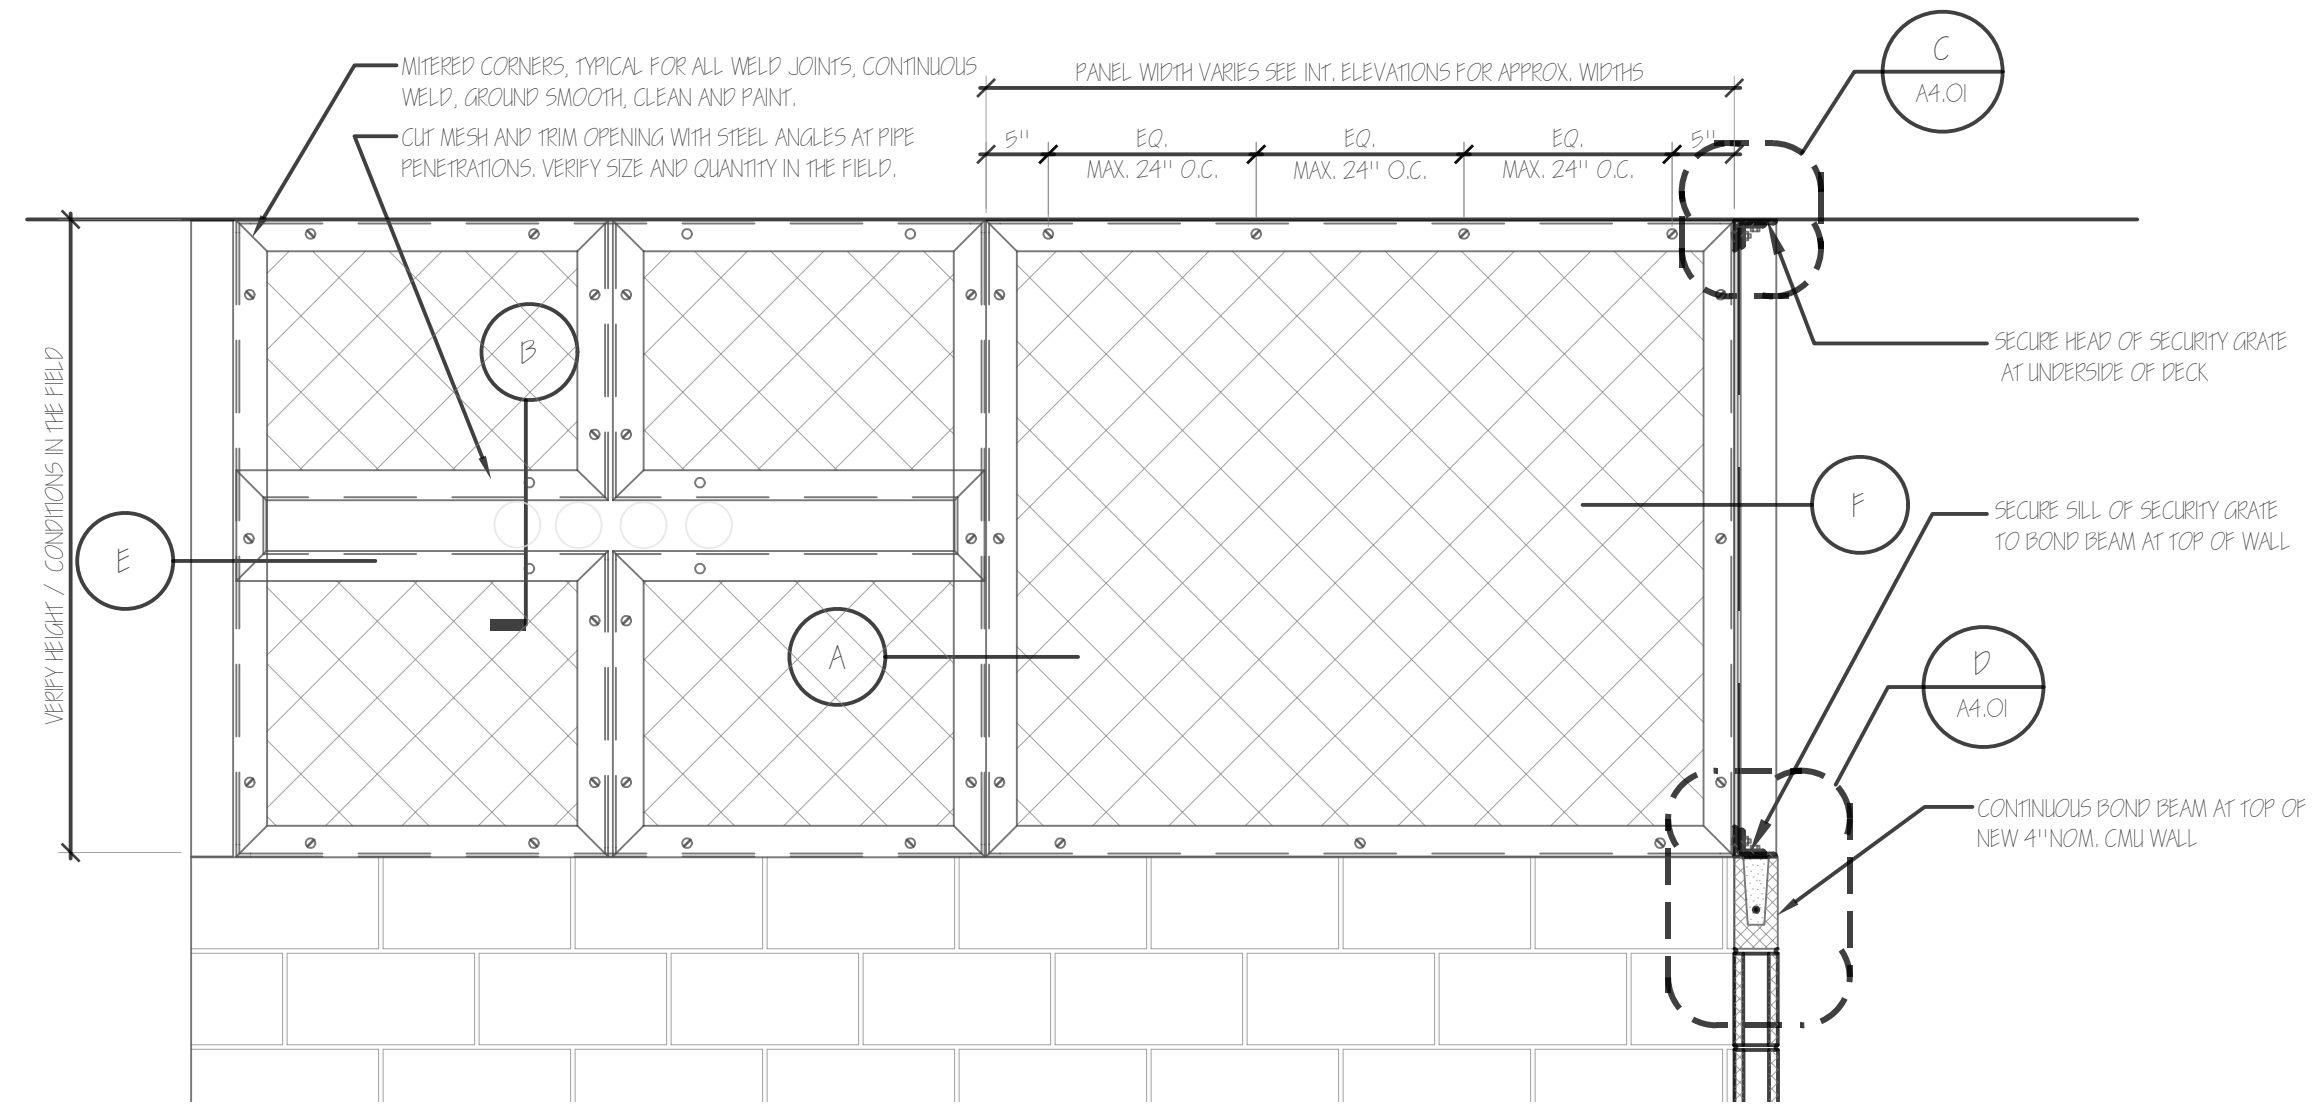 MITERED CORNERS, TYPICAL FOR ALL WELD JOINTS, CONTINUOUS
WELD, GROUND SMOOTH, CLEAN AND PAINT.
CUT MESH AND TRIM OPENING WITH STEEL ANGLES AT PIPE
PENETRATIONS. VERIFY SIZE AND QUANTITY IN THE FIELD.
PANEL WIDTH VARIES SEE INT. ELEVATIONS FOR APPROX. WIDTHS
5"
EQ.
MAX. 24" O.C.
EQ.
MAX. 24" O.C.
EQ.
MAX. 24" O.C.
5"
C
A4.01
VERIFY HEIGHT / CONDITIONS IN THE FIELD
B
E
A
F
SECURE HEAD OF SECURITY GRATE
AT UNDERSIDE OF DECK
SECURE SILL OF SECURITY GRATE
TO BOND BEAM AT TOP OF WALL
D
A4.01
CONTINUOUS BOND BEAM AT TOP OF
NEW 4"NOM. CMU WALL